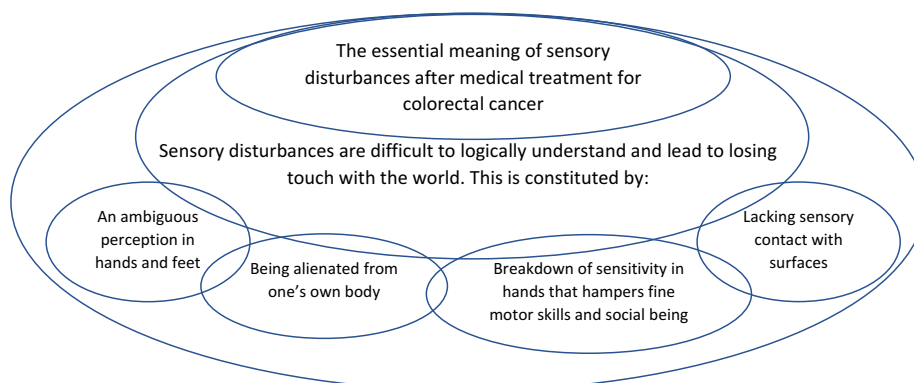 The essential meaning of sensory
disturbances after medical treatment for
colorectal cancer
Sensory disturbances are difficult to logically understand and lead to losing
touch with the world. This is constituted by:
An ambiguous
perception in
hands and feet
Being alienated from
one’s own body
Breakdown of sensitivity in
hands that hampers fine
motor skills and social being
Lacking sensory
contact with
surfaces